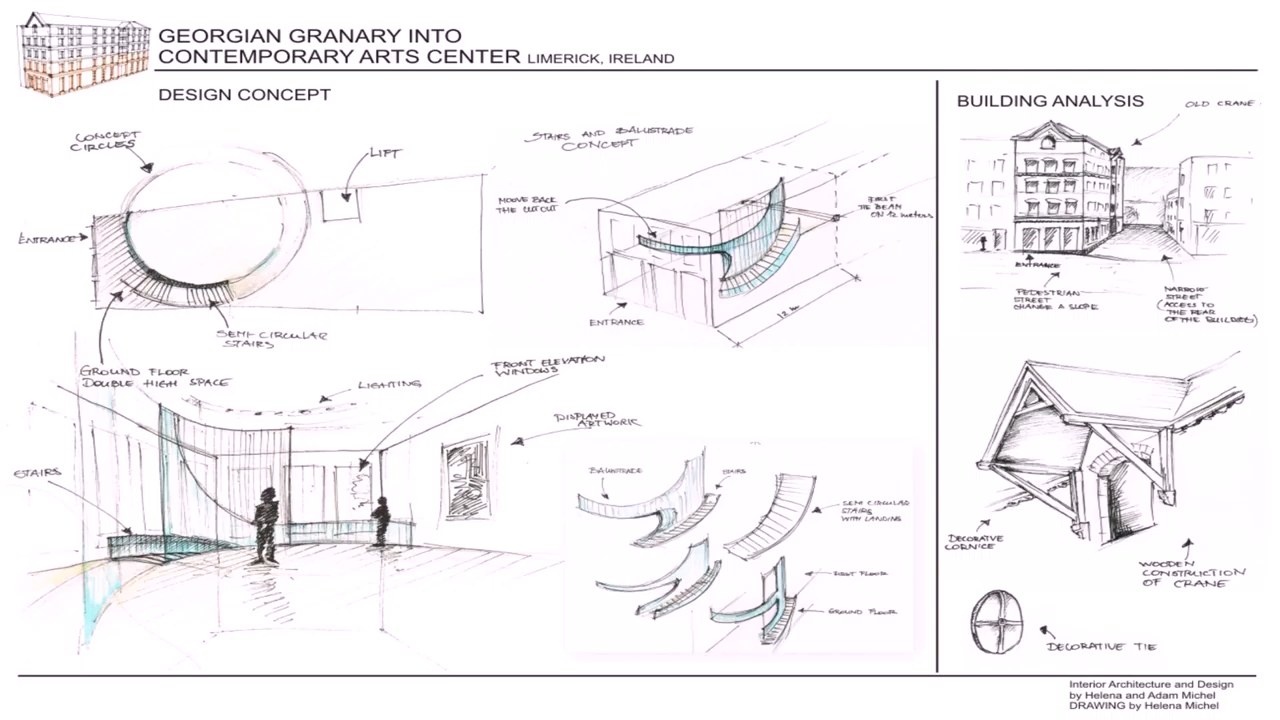 GEORGIAN GRANARY INTO
CONTEMPORARY ARTS CENTER LIMERICK, IRELAND
DESIGN CONCEPT
CONCEPT
CIRCLES
LIFT
ENTRANCE
SEMI-CIRCULAR
STAIRS
GROUND FLOOR
DOUBLE HIGH SPACE
STAIRS AND BALUSTRADE
CONCEPT
MOOVE BACK
THE CUTOUT
FIRST
TIE BEAM
ON 12 meters
12 m
ENTRANCE
FRONT ELEVATION
WINDOWS
LIGHTING
DISPLAYED
ARTWORK
STAIRS
BALUSTRADE
STAIRS
SEMI CIRCULAR
STAIRS
WITH LANDING
FIRST FLOOR
GROUND FLOOR
BUILDING ANALYSIS
OLD CRANE
ENTRANCE
PEDESTRIAN
STREET
CHANGE & SLOPE
NARROW
STREET
(ACCESS TO
THE REAR
OF THE BUILDING)
DECORATIVE
CORNICE
WOODEN
CONSTRUCTION
OF CRANE
DECORATIVE TIE
Interior Architecture and Design
by Helena and Adam Michel
DRAWING by Helena Michel